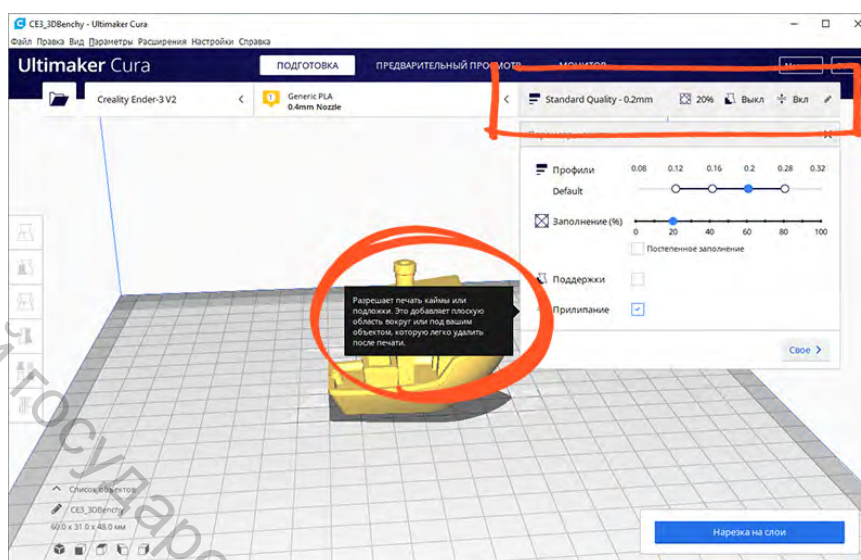 CE3_3DBenchy - Ultimaker Cura
Файл Правка Вид Параметры Расширения Настройки Справка
Ultimaker Cura
ПОДГОТОВКА
ПРЕДВАРИТЕЛЬНЫЙ ПРОСМОТР
МОНИТОР
Creality Ender-3 V2
1
Generic PLA
0.4mm Nozzle
Standard Quality - 0.2mm
20%
Выкл
Вкл
Профили
0.08 0.12 0.16 0.2 0.28 0.32
Default
Заполнение (%)
0 20 40 60 80 100
Постепенное заполнение
Поддержки
Прилипание
Разрешает печать каймы или
подложки. Это добавляет плоскую
область вокруг или под вашим
объектом, которую легко удалить
после печати.
Свое
Список объектов
CE3_3DBenchy
60.0 x 31.0 x 48.0 мм
Нарезка на слои